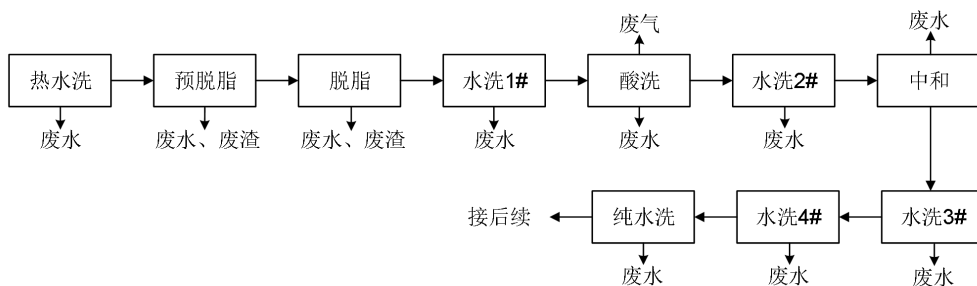 废气
废水
热水洗
预脱脂
脱脂
水洗1#
酸洗
水洗2#
中和
废水
废水、废渣
废水、废渣
废水
废水
废水
接后续
纯水洗
水洗4#
水洗3#
废水
废水
废水